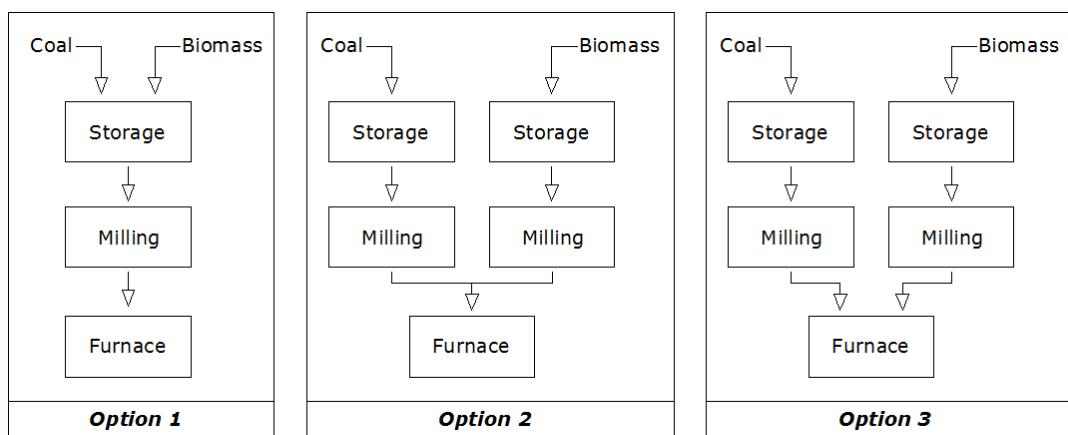 Coal
Biomass
Storage
Milling
Furnace
Option 1
Coal
Biomass
Storage
Storage
Milling
Milling
Furnace
Option 2
Coal
Biomass
Storage
Storage
Milling
Milling
Furnace
Option 3